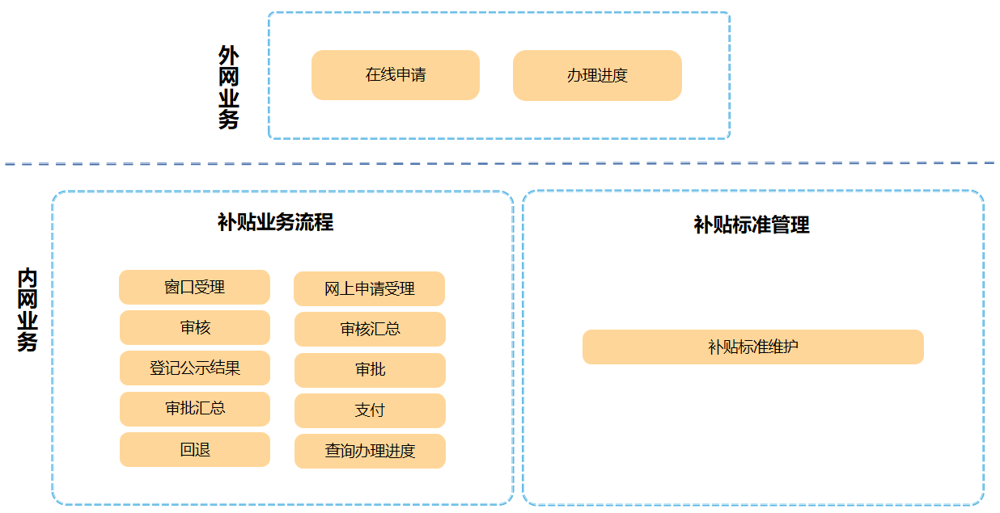 外网业务
在线申请
办理进度
内网业务
补贴业务流程
窗口受理
网上申请受理
审核
审核汇总
登记公示结果
审批
审批汇总
支付
回退
查询办理进度
补贴标准管理
补贴标准维护